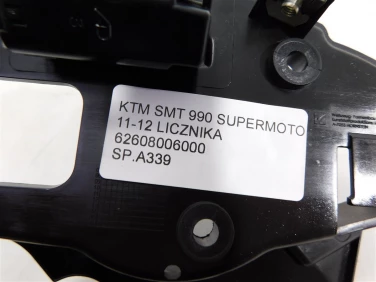 KTM SMT 990 SUPERMOTO
11-12 LICZNIKA
62608006000
SP.A339